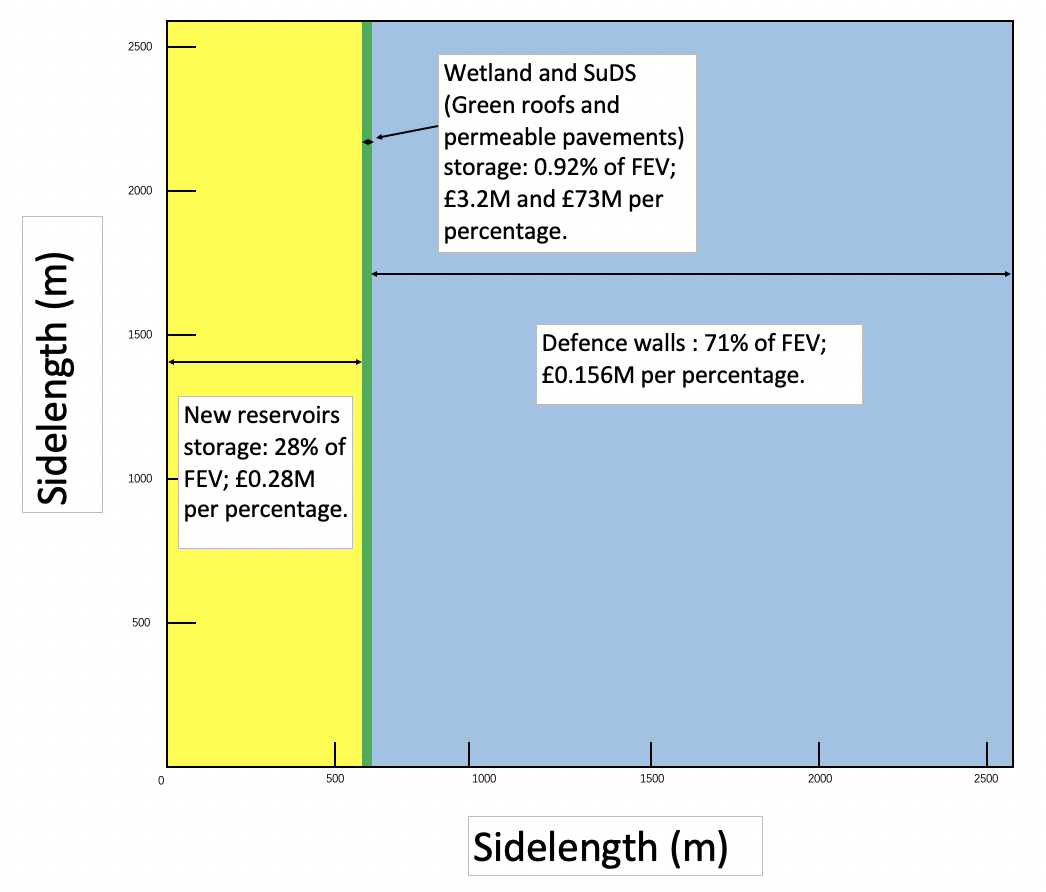 2500
2000
1500
1000
500
Sidelength (m)
Wetland and SuDS
(Green roofs and
permeable pavements)
storage: 0.92% of FEV;
£3.2M and £73M per
percentage.
Defence walls : 71% of FEV;
£0.156M per percentage.
New reservoirs
storage: 28% of
FEV; £0.28M
per percentage.
0 500 1000 1500 2000 2500
Sidelength (m)